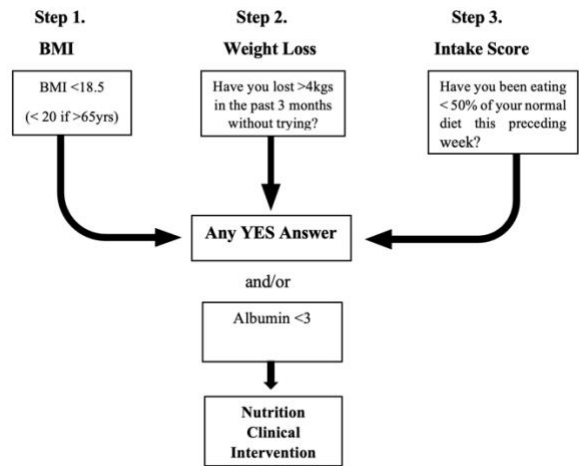 Step 1.
BMI
BMI <18.5
(< 20 if >65yrs)
Step 2.
Weight Loss
Have you lost >4kgs
in the past 3 months
without trying?
Step 3.
Intake Score
Have you been eating
< 50% of your normal
diet this preceding
week?
Any YES Answer
and/or
Albumin <3
Nutrition
Clinical
Intervention